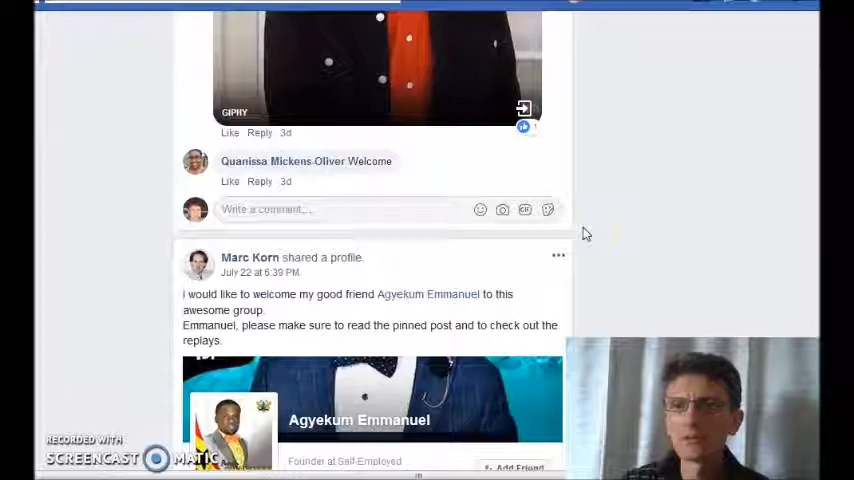 GIPHY
1
Like Reply 3d
Quanissa Mickens-Oliver Welcome
Like Reply 3d
Write a comment...
GIF
Marc Korn shared a profile.
July 22 at 6:39 PM
I would like to welcome my good friend Agyekum Emmanuel to this
awesome group.
Emmanuel, please make sure to read the pinned post and to check out the
replays.
Agyekum Emmanuel
Founder at Self-Employed
Add Friend
RECORDED WITH
SCREENCAST MATIC